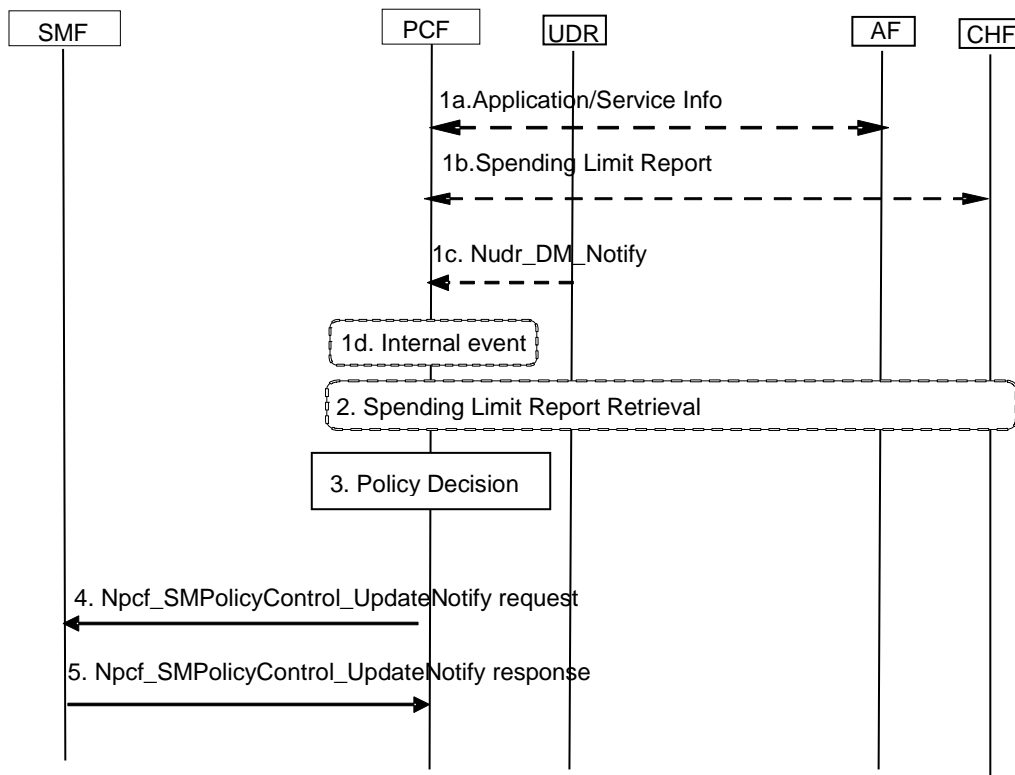 SMF
PCF
UDR
AF
CHF
1a.Application/Service Info
1b.Spending Limit Report
1c. Nudr_DM_Notify
1d. Internal event
2. Spending Limit Report Retrieval
3. Policy Decision
4. Npcf_SMPolicyControl_UpdateNotify request
5. Npcf_SMPolicyControl_UpdateNotify response